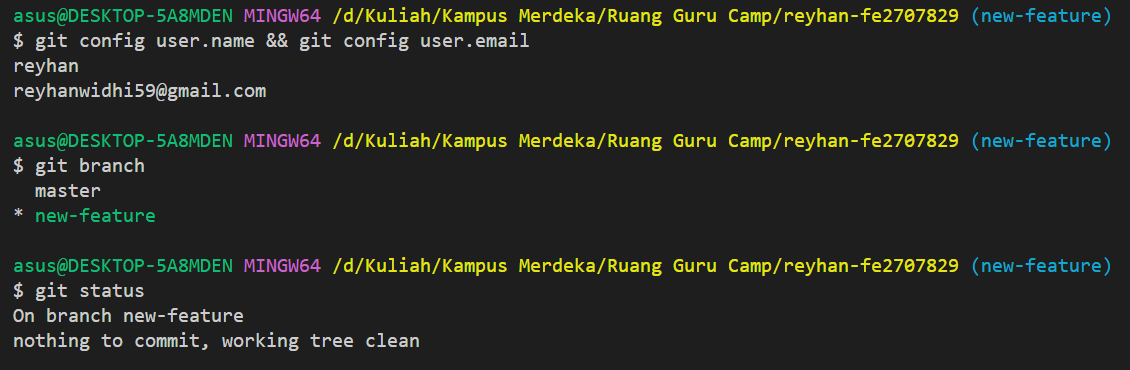 asus@DESKTOP-5A8MDEN MINGW64 /d/Kuliah/Kampus Merdeka/Ruang Guru Camp/reyhan-fe2707829 (new-feature)
$ git config user.name && git config user.email
reyhan
reyhanwidhi59@gmail.com
asus@DESKTOP-5A8MDEN MINGW64 /d/Kuliah/Kampus Merdeka/Ruang Guru Camp/reyhan-fe2707829 (new-feature)
$ git branch
  master
* new-feature
asus@DESKTOP-5A8MDEN MINGW64 /d/Kuliah/Kampus Merdeka/Ruang Guru Camp/reyhan-fe2707829 (new-feature)
$ git status
On branch new-feature
nothing to commit, working tree clean